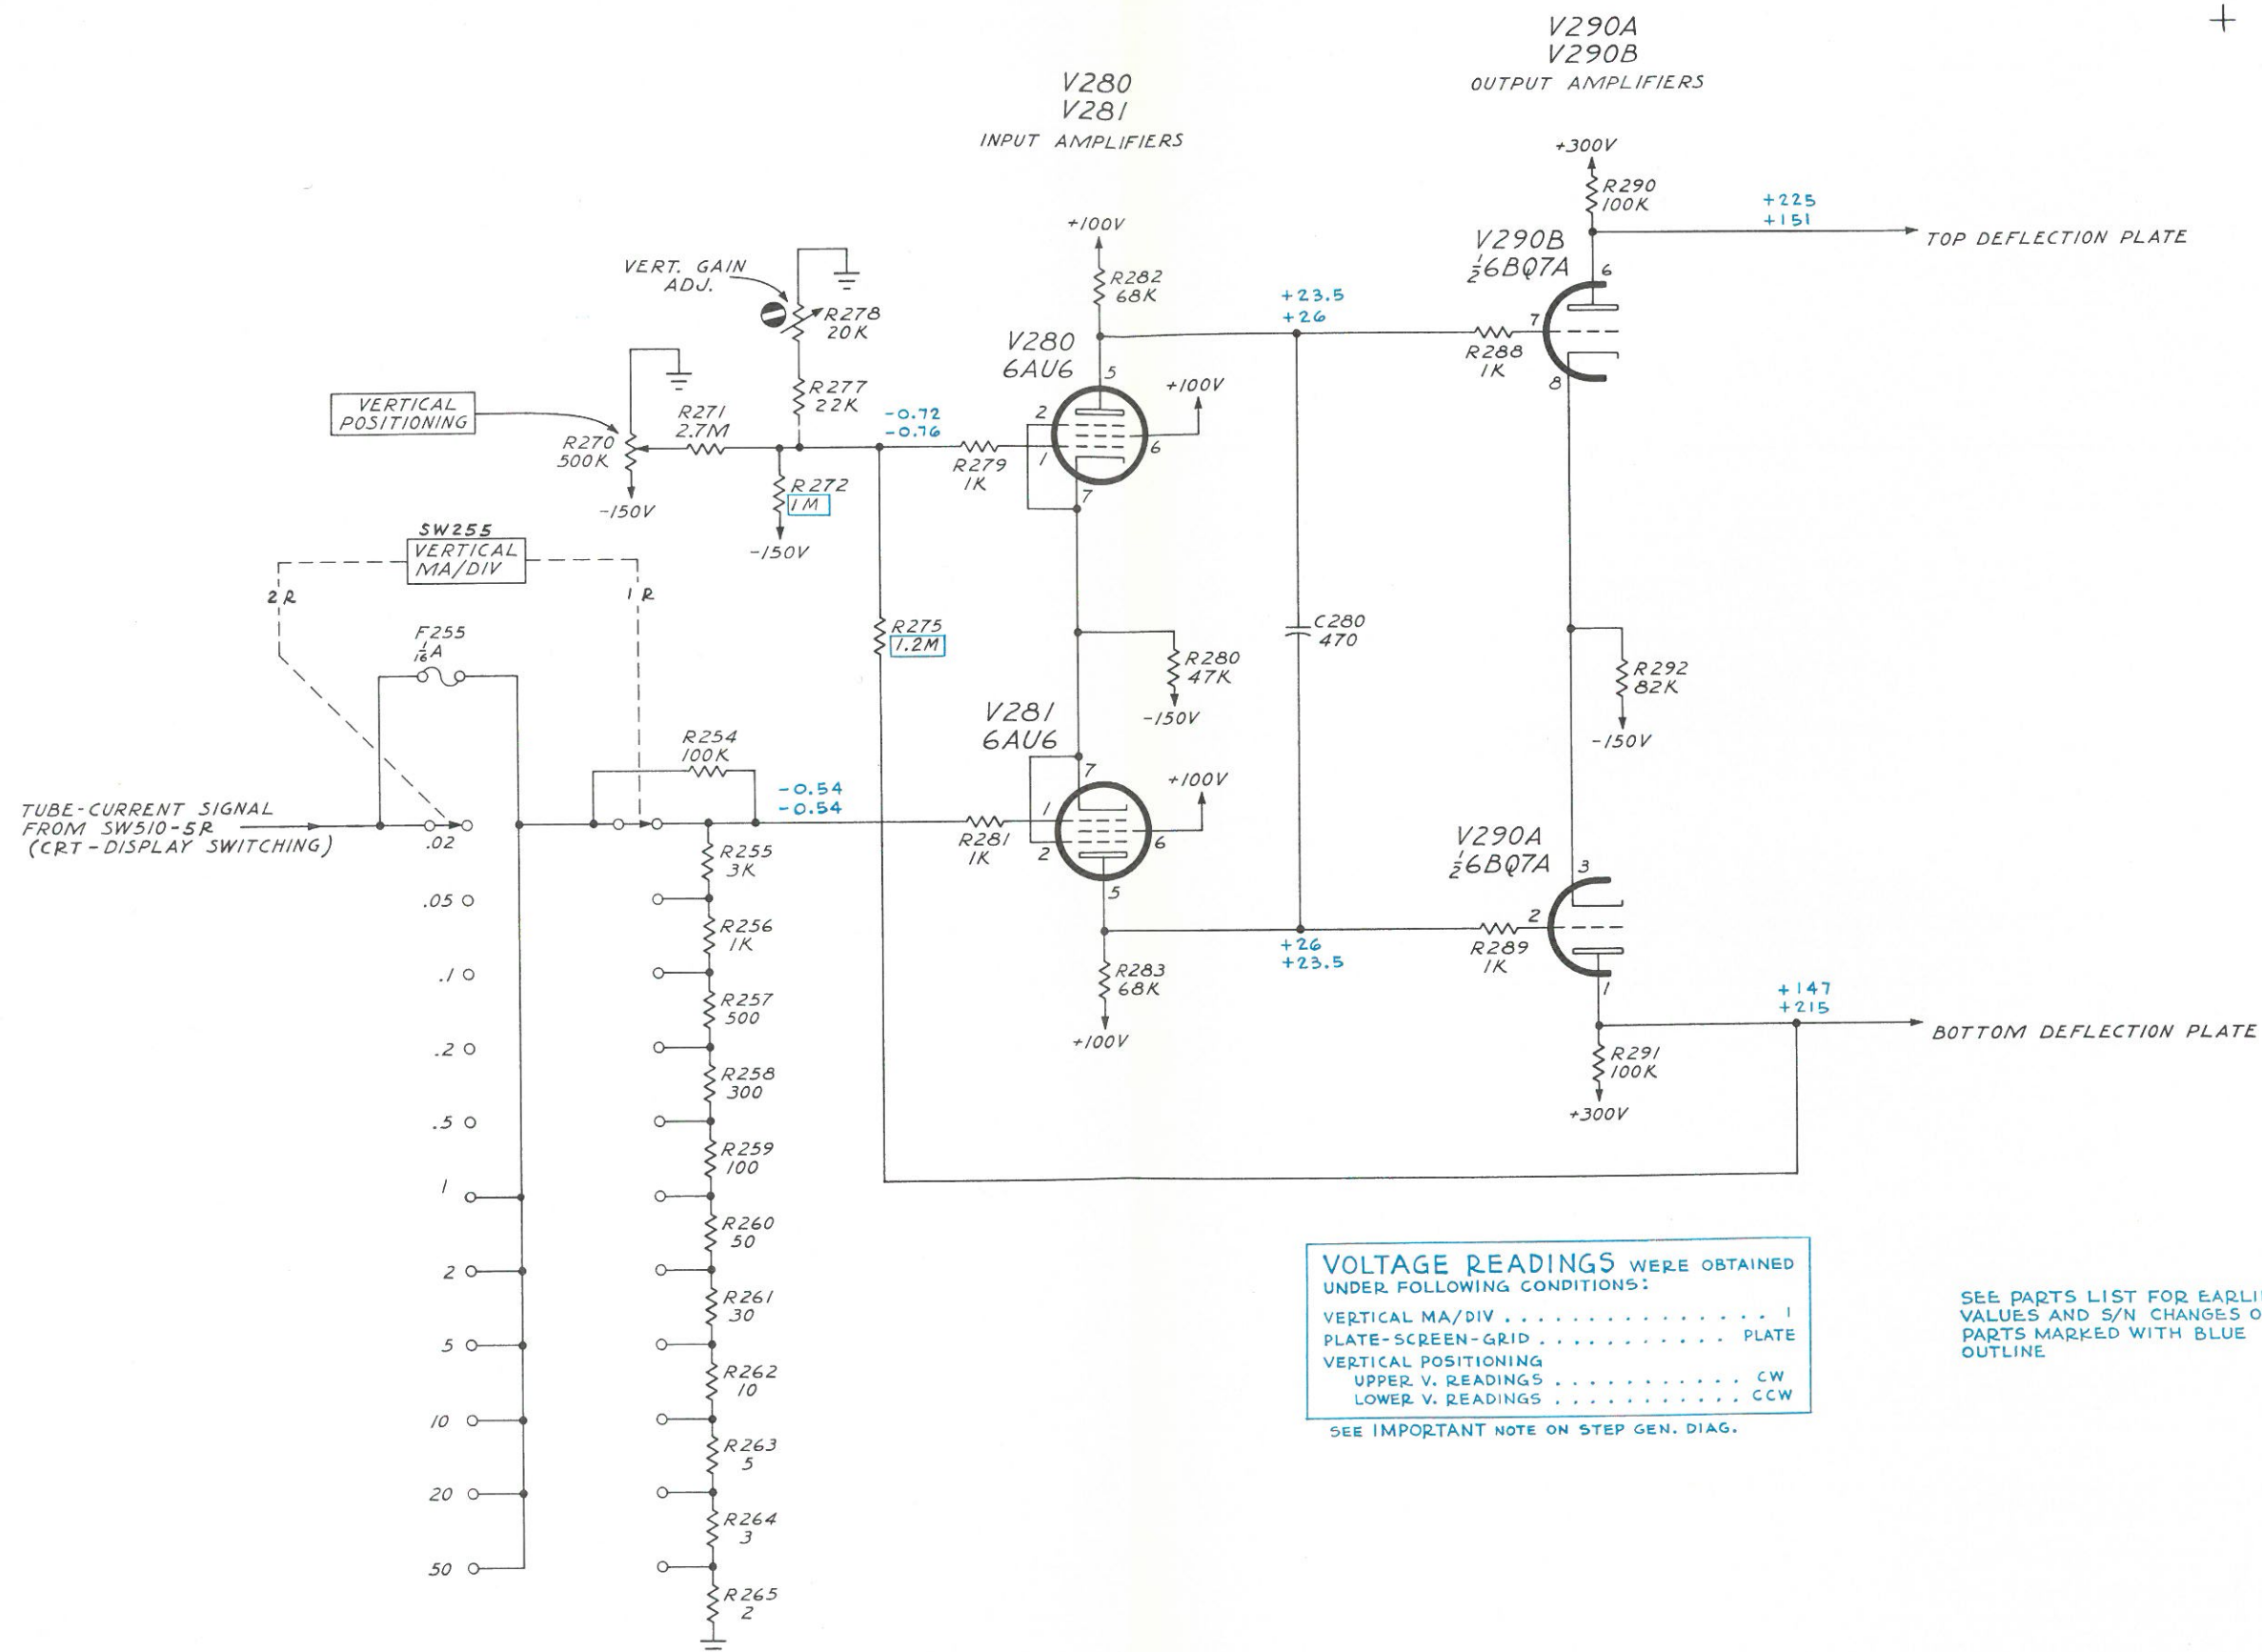 V290A
V290B
OUTPUT AMPLIFIERS
V280
V281
INPUT AMPLIFIERS
+300V
R290
100K
+225
+151
TOP DEFLECTION PLATE
V290B
½6BQ7A
6
7
8
+100V
R282
68K
+23.5
+26
R288
1K
VERT. GAIN
ADJ.
R278
20K
R277
22K
V280
6AU6
5
2
1
7
6
+100V
VERTICAL
POSITIONING
R270
500K
-150V
R271
2.7M
-0.72
-0.76
R279
1K
R272
1M
-150V
SW255
VERTICAL
MA/DIV
2R
1R
F255
1/16A
R275
1.2M
C280
470
R280
47K
-150V
R292
82K
-150V
V281
6AU6
7
1
2
5
6
+100V
R254
100K
-0.54
-0.54
R281
1K
TUBE-CURRENT SIGNAL
FROM SW510-5R
(CRT-DISPLAY SWITCHING)
.02
.05
.1
.2
.5
1
2
5
10
20
50
R255
3K
R256
1K
R257
500
R258
300
R259
100
R260
50
R261
30
R262
10
R263
5
R264
3
R265
2
V290A
½6BQ7A
3
2
1
R289
1K
+26
+23.5
R283
68K
+100V
+147
+215
BOTTOM DEFLECTION PLATE
R291
100K
+300V
VOLTAGE READINGS WERE OBTAINED
UNDER FOLLOWING CONDITIONS:
VERTICAL MA/DIV . . . . . . . . . . . . . . . 1
PLATE-SCREEN-GRID . . . . . . . . . . . PLATE
VERTICAL POSITIONING
UPPER V. READINGS . . . . . . . . . . . CW
LOWER V. READINGS . . . . . . . . . . . CCW
SEE IMPORTANT NOTE ON STEP GEN. DIAG.
SEE PARTS LIST FOR
VALUES AND S/N CHANGES
PARTS MARKED WITH BLUE
OUTLINE